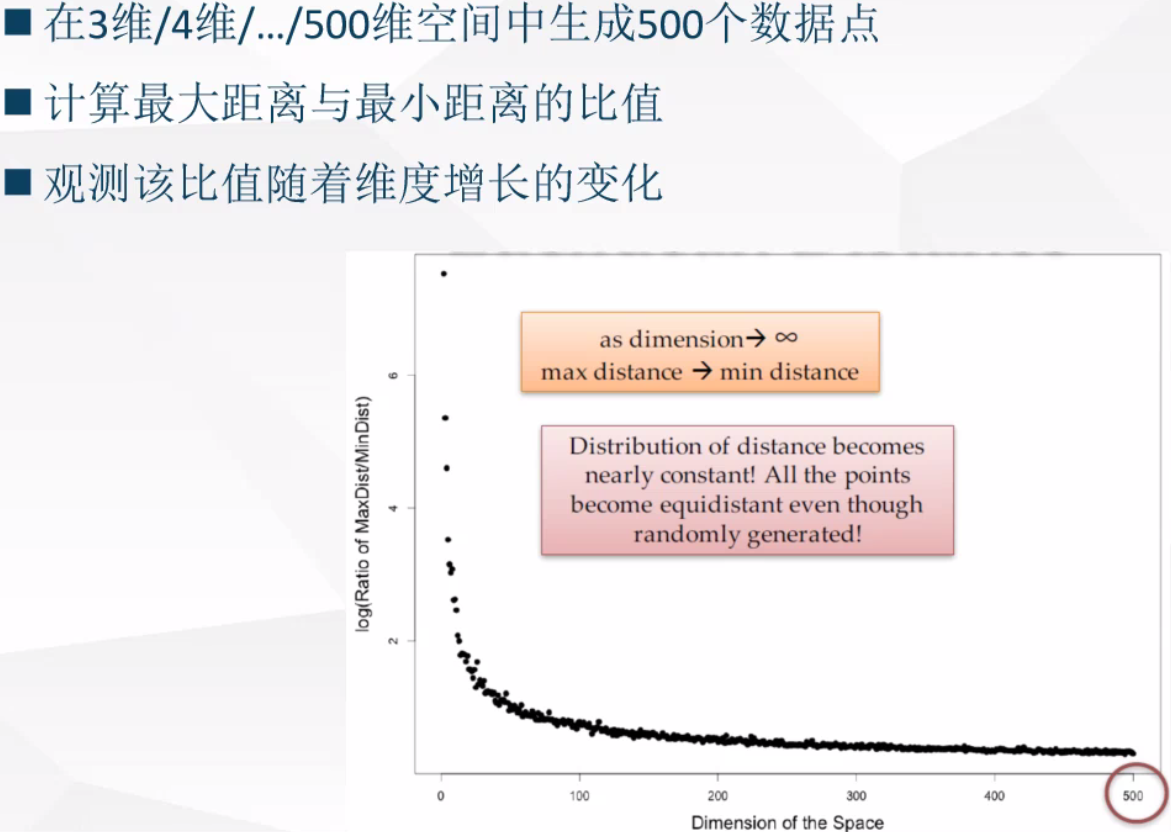 ■ 在3维/4维/.../500维空间中生成500个数据点
■ 计算最大距离与最小距离的比值
■ 观测该比值随着维度增长的变化
as dimension→ ∞
max distance → min distance
Distribution of distance becomes
nearly constant! All the points
become equidistant even though
randomly generated!
log(Ratio of MaxDist/MinDist)
6
4
2
0 100 200 300 400 500
Dimension of the Space